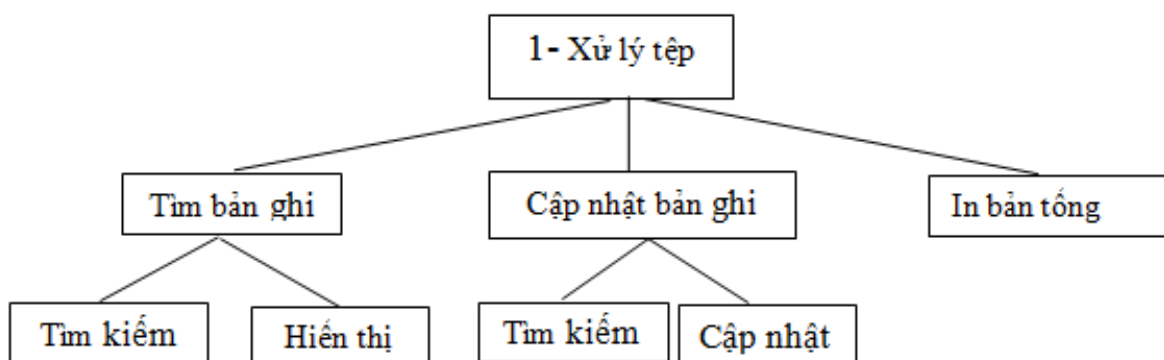 1- Xử lý tệp
Tìm bản ghi
Cập nhật bản ghi
In bản tổng
Tìm kiếm
Hiển thị
Tìm kiếm
Cập nhật